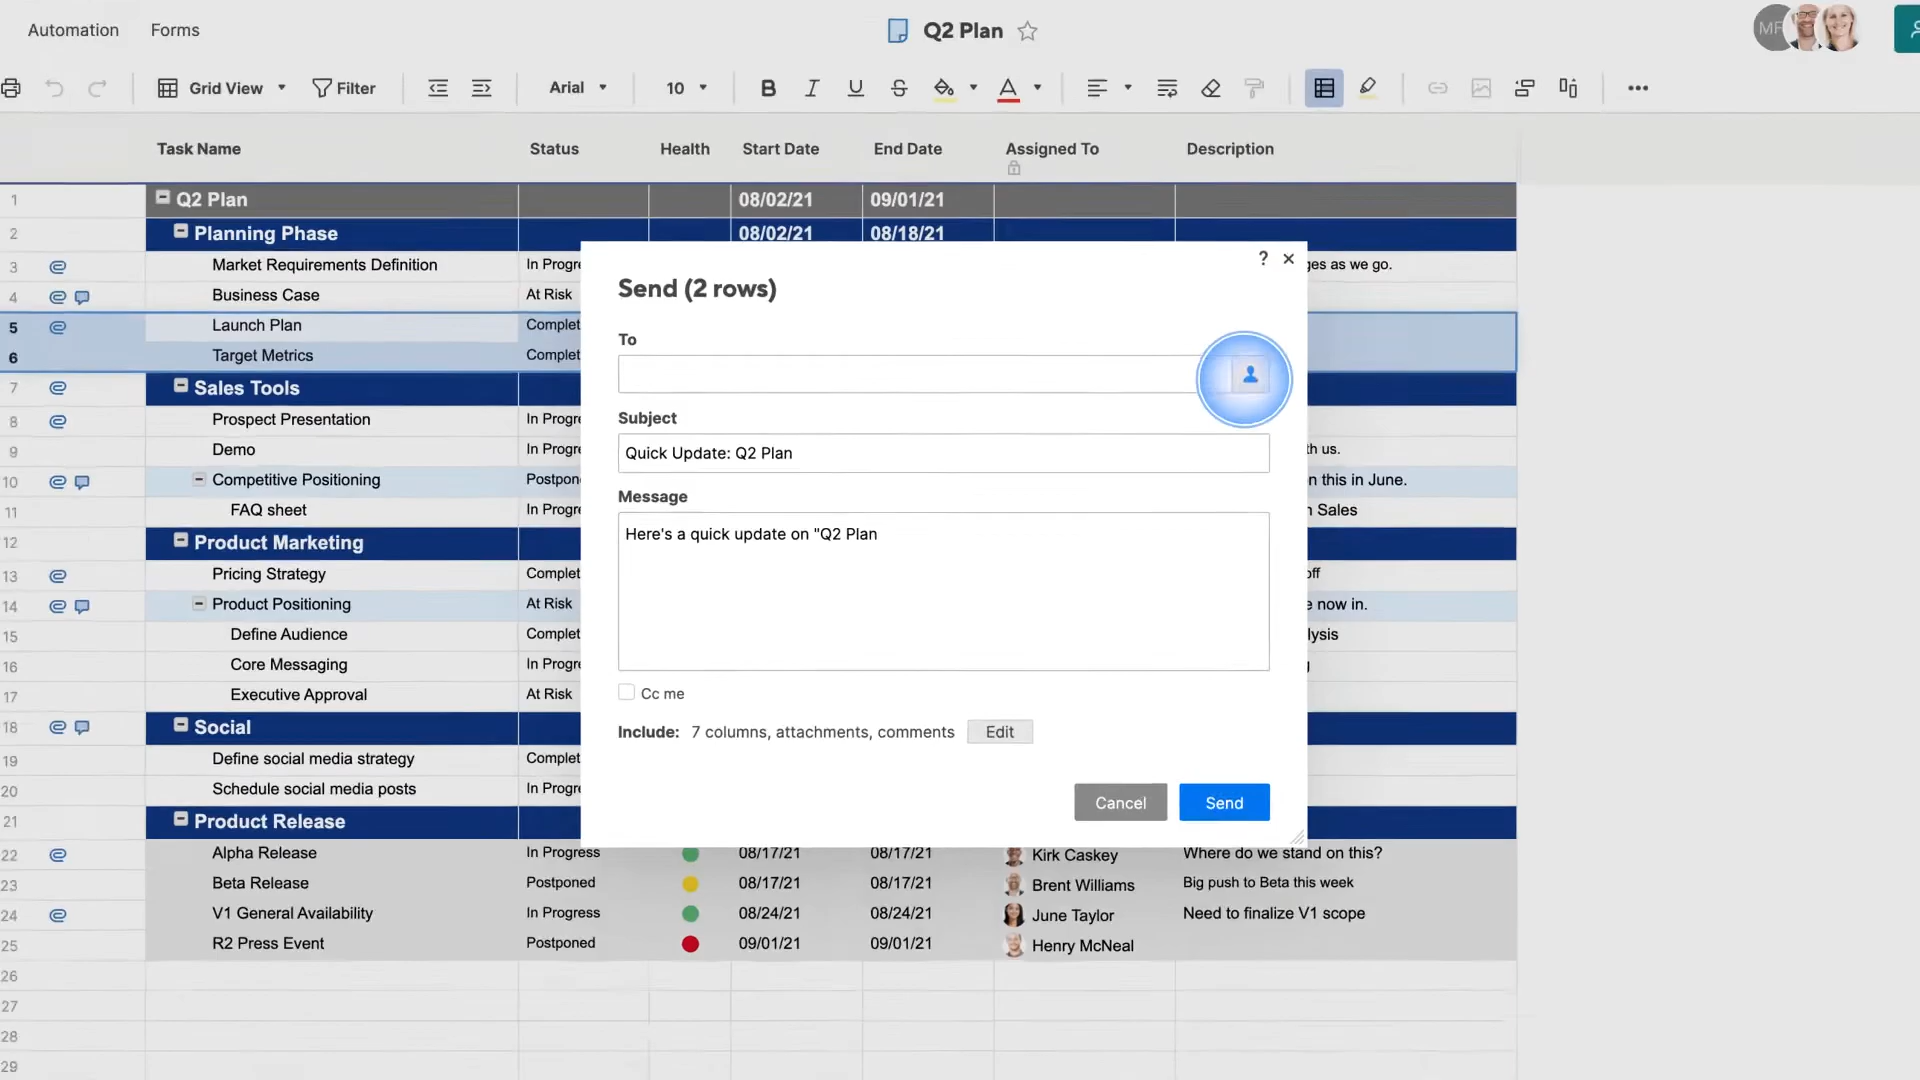 Automation Forms Q2 Plan MF
Grid View Filter Arial 10 B I U S A
Task Name Status Health Start Date End Date Assigned To Description
1 Q2 Plan 08/02/21 09/01/21
2 Planning Phase 08/02/21 08/18/21
3 Market Requirements Definition In Progre ges as we go.
4 Business Case At Risk
5 Launch Plan Complet
6 Target Metrics Complet
7 Sales Tools
8 Prospect Presentation In Progre
9 Demo In Progre th us.
10 Competitive Positioning Postpon n this in June.
11 FAQ sheet In Progre n Sales
12 Product Marketing
13 Pricing Strategy Complet off
14 Product Positioning At Risk e now in.
15 Define Audience Complet lysis
16 Core Messaging In Progre g
17 Executive Approval At Risk
18 Social
19 Define social media strategy Complet
20 Schedule social media posts In Progre
21 Product Release
22 Alpha Release In Progress 08/17/21 08/17/21 Kirk Caskey Where do we stand on this?
23 Beta Release Postponed 08/17/21 08/17/21 Brent Williams Big push to Beta this week
24 V1 General Availability In Progress 08/24/21 08/24/21 June Taylor Need to finalize V1 scope
25 R2 Press Event Postponed 09/01/21 09/01/21 Henry McNeal
26
27
28
29
? ×
Send (2 rows)
To
Subject
Quick Update: Q2 Plan
Message
Here's a quick update on "Q2 Plan
Cc me
Include: 7 columns, attachments, comments Edit
Cancel Send